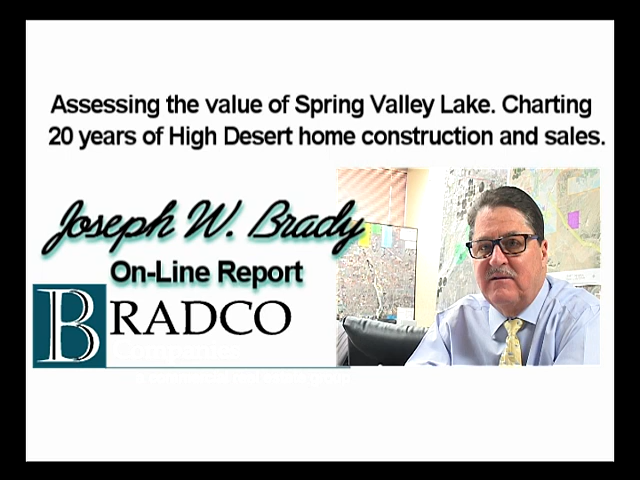 Assessing the value of Spring Valley Lake. Charting
20 years of High Desert home construction and sales.
Joseph W. Brady
On-Line Report
BRADCO
Companies